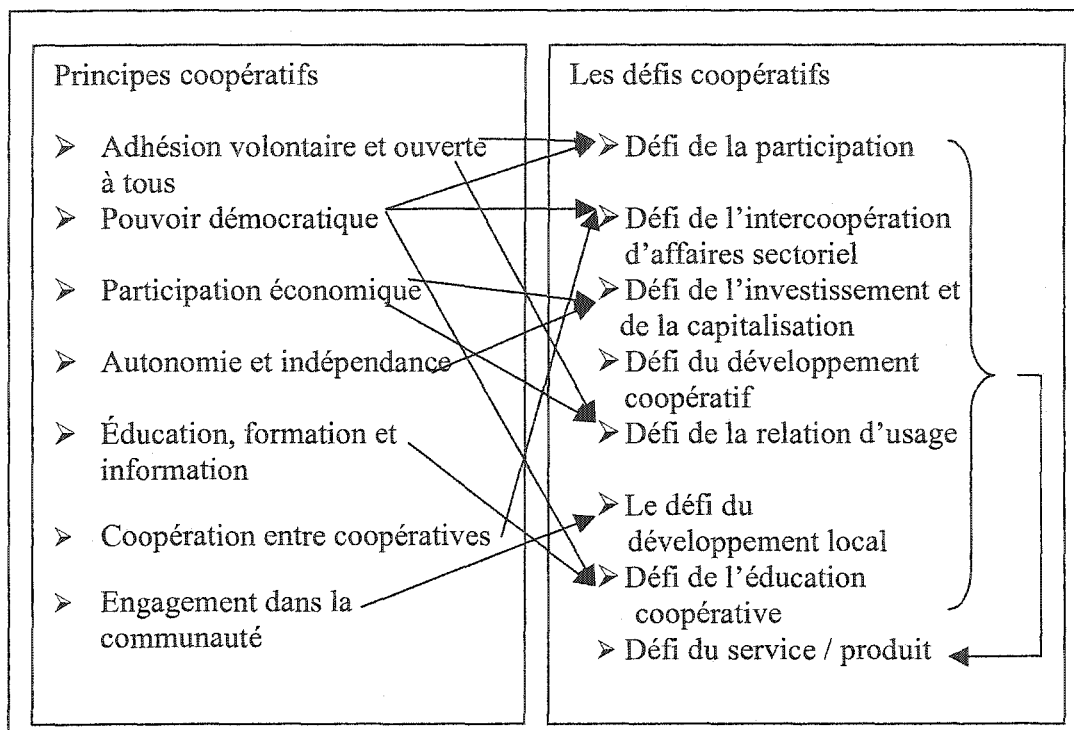 Principes coopératifs
➢ Adhésion volontaire et ouverte
à tous
➢ Pouvoir démocratique
➢ Participation économique
➢ Autonomie et indépendance
➢ Éducation, formation et
information
➢ Coopération entre coopératives
➢ Engagement dans la
communauté
Les défis coopératifs
➢ Défi de la participation
➢ Défi de l'intercoopération
d'affaires sectoriel
➢ Défi de l'investissement et
de la capitalisation
➢ Défi du développement
coopératif
➢ Défi de la relation d'usage
➢ Le défi du
développement local
➢ Défi de l'éducation
coopérative
➢ Défi du service / produit